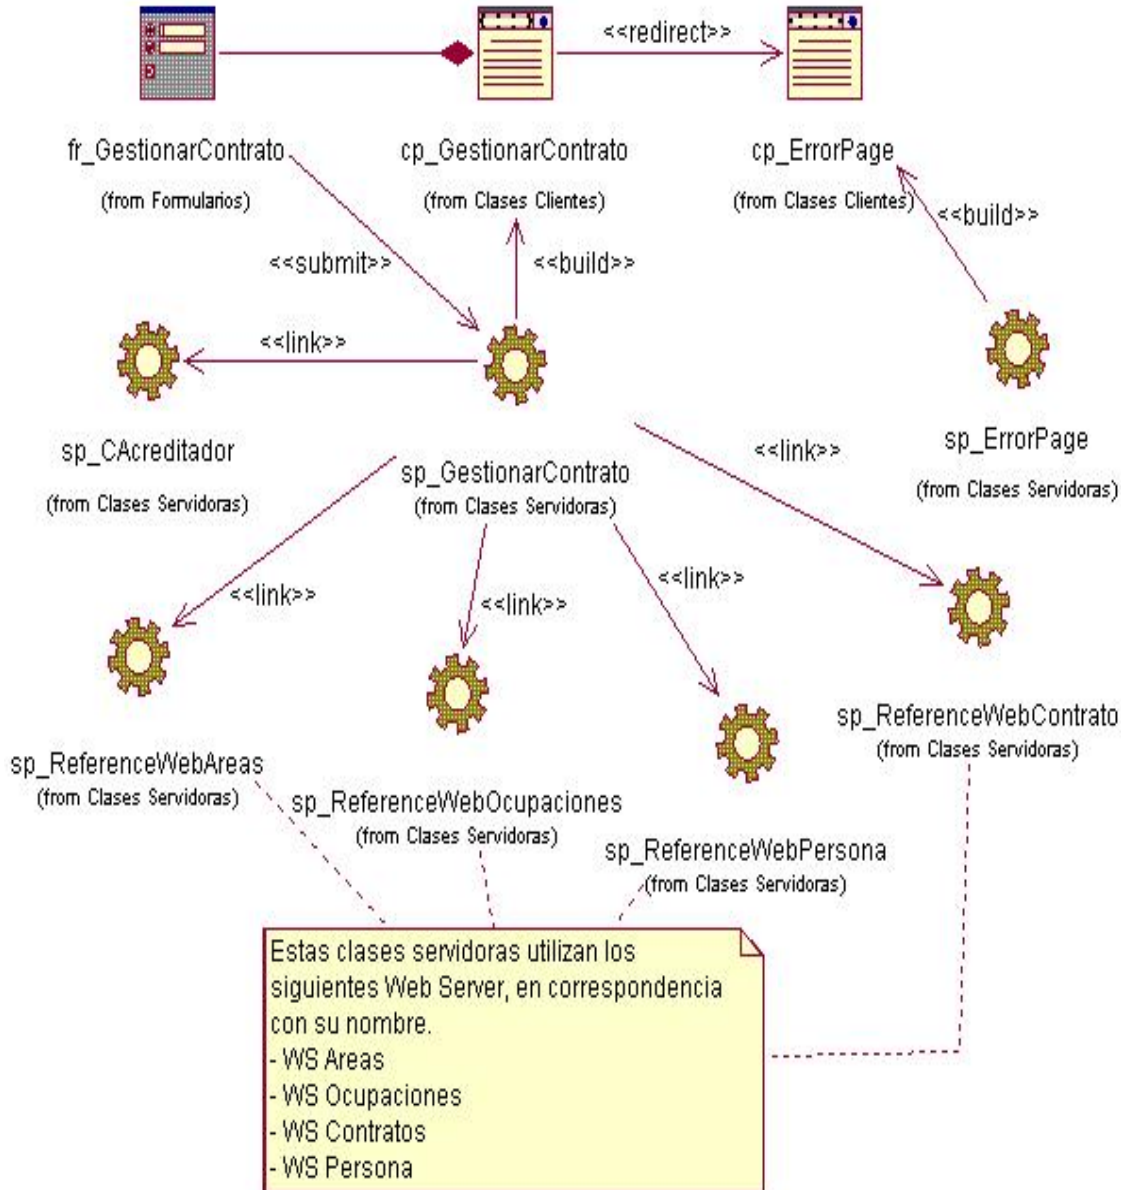 <<redirect>>
fr_GestionarContrato
cp_GestionarContrato
cp_ErrorPage
(from Formularios)
(from Clases Clientes)
(from Clases Clientes)
<<build>>
<<submit>>
<<build>>
<<link>>
sp_CAcreditador
(from Clases Servidoras)
sp_GestionarContrato
(from Clases Servidoras)
<<link>>
sp_ErrorPage
(from Clases Servidoras)
<<link>>
<<link>>
<<link>>
sp_ReferenceWebAreas
(from Clases Servidoras)
sp_ReferenceWebOcupaciones
(from Clases Servidoras)
sp_ReferenceWebPersona
(from Clases Servidoras)
sp_ReferenceWebContrato
(from Clases Servidoras)
Estas clases servidoras utilizan los
siguientes Web Server, en correspondencia
con su nombre.
- WS Areas
- WS Ocupaciones
- WS Contratos
- WS Persona